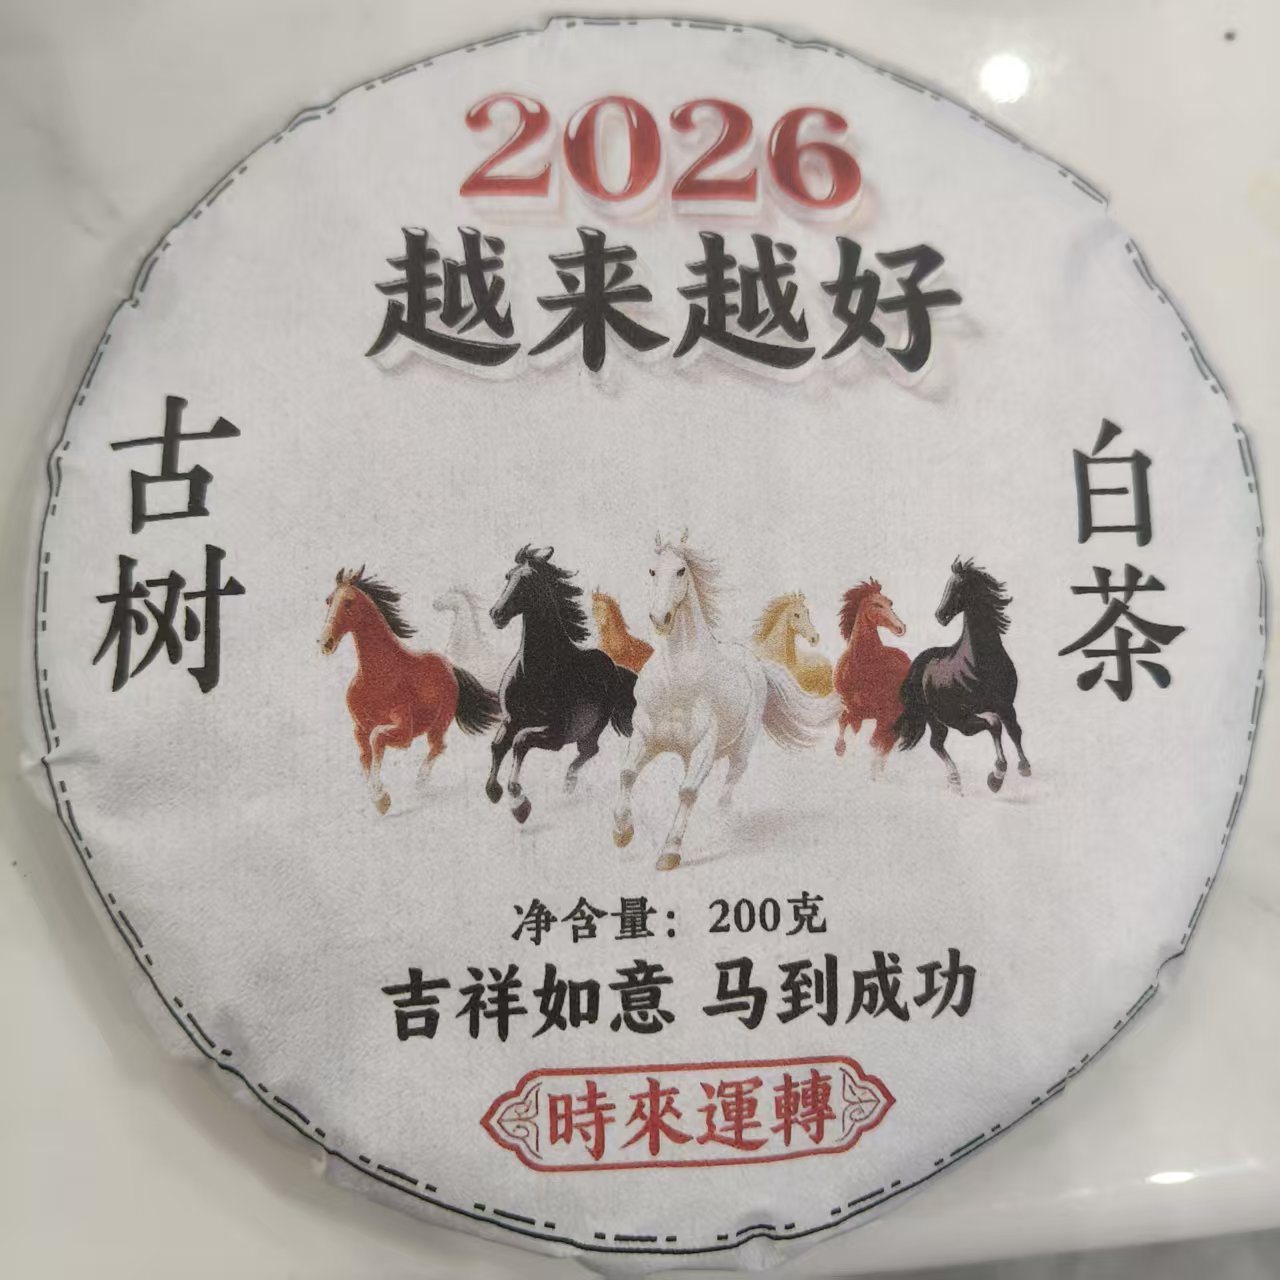 2026
越来越好
古树
白茶
净含量：200克
吉祥如意 马到成功
時來運轉